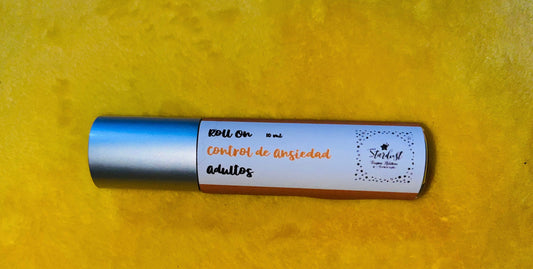 Roll On 10 ml
Control de Ansiedad
Adultos
Stardust